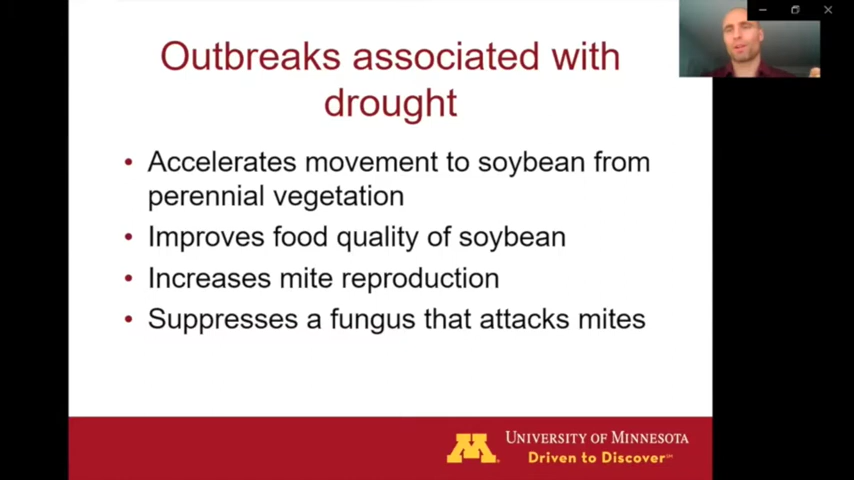 Outbreaks associated with
drought
• Accelerates movement to soybean from
perennial vegetation
• Improves food quality of soybean
• Increases mite reproduction
• Suppresses a fungus that attacks mites
M
UNIVERSITY OF MINNESOTA
Driven to Discover℠